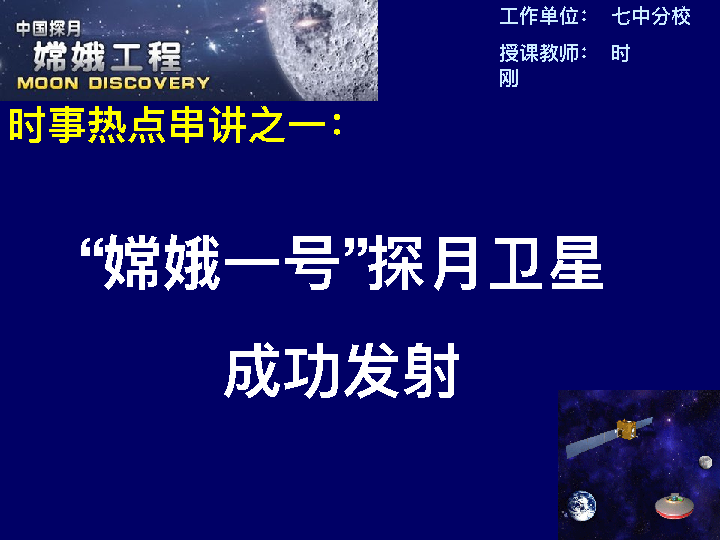 中国探月
嫦娥工程
MOON DISCOVERY
工作单位： 七中分校
授课教师： 时
刚
时事热点串讲之一：
“嫦娥一号”探月卫星
成功发射